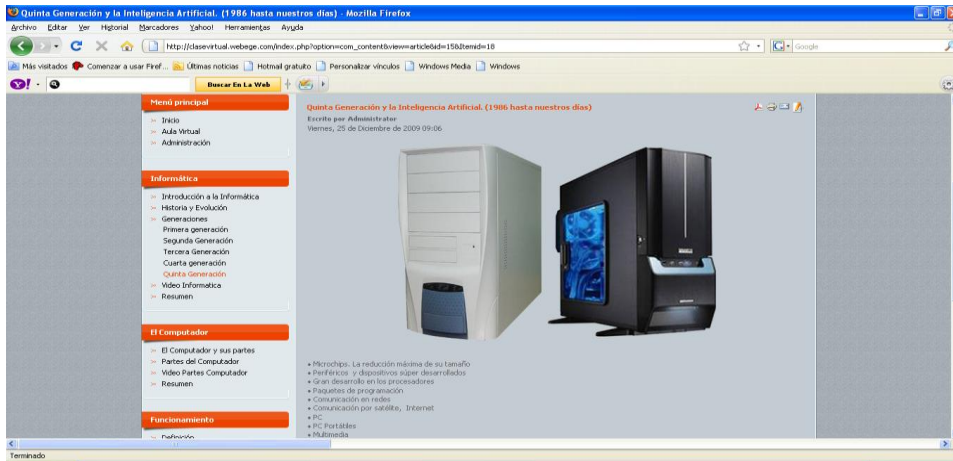 Quinta Generación y la Inteligencia Artificial. (1986 hasta nuestros días) - Mozilla Firefox
Archivo Editar Ver Historial Marcadores Yahoo! Herramientas Ayuda
http://clasevirtual.webege.com/index.php?option=com_content&view=article&id=15&Itemid=18
Google
Más visitados Comenzar a usar Firef... Últimas noticias Hotmail gratuito Personalizar vínculos Windows Media Windows
Buscar En La Web
Menú principal
Inicio
Aula Virtual
Administración
Informática
Introducción a la Informática
Historia y Evolución
Generaciones
Primera generación
Segunda Generación
Tercera Generación
Cuarta generación
Quinta Generación
Video Informatica
Resumen
El Computador
El Computador y sus partes
Partes del Computador
Video Partes Computador
Resumen
Funcionamiento
Definición
Quinta Generación y la Inteligencia Artificial. (1986 hasta nuestros días)
Escrito por Administrator
Viernes, 25 de Diciembre de 2009 09:06
• Microchips. La reducción máxima de su tamaño
• Periféricos y dispositivos súper desarrollados
• Gran desarrollo en los procesadores
• Paquetes de programación
• Comunicación en redes
• Comunicación por satélite, Internet
• PC
• PC Portátiles
• Multimedia
Terminado